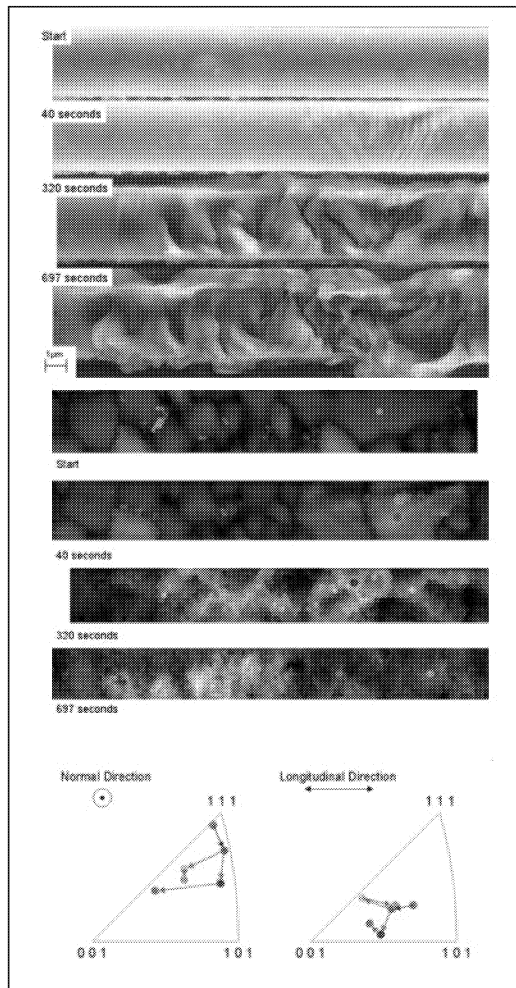 Start
40 seconds
320 seconds
697 seconds
1µm
Start
40 seconds
320 seconds
697 seconds
Normal Direction
Longitudinal Direction
1 1 1
1 1 1
0 0 1
1 0 1
0 0 1
1 0 1